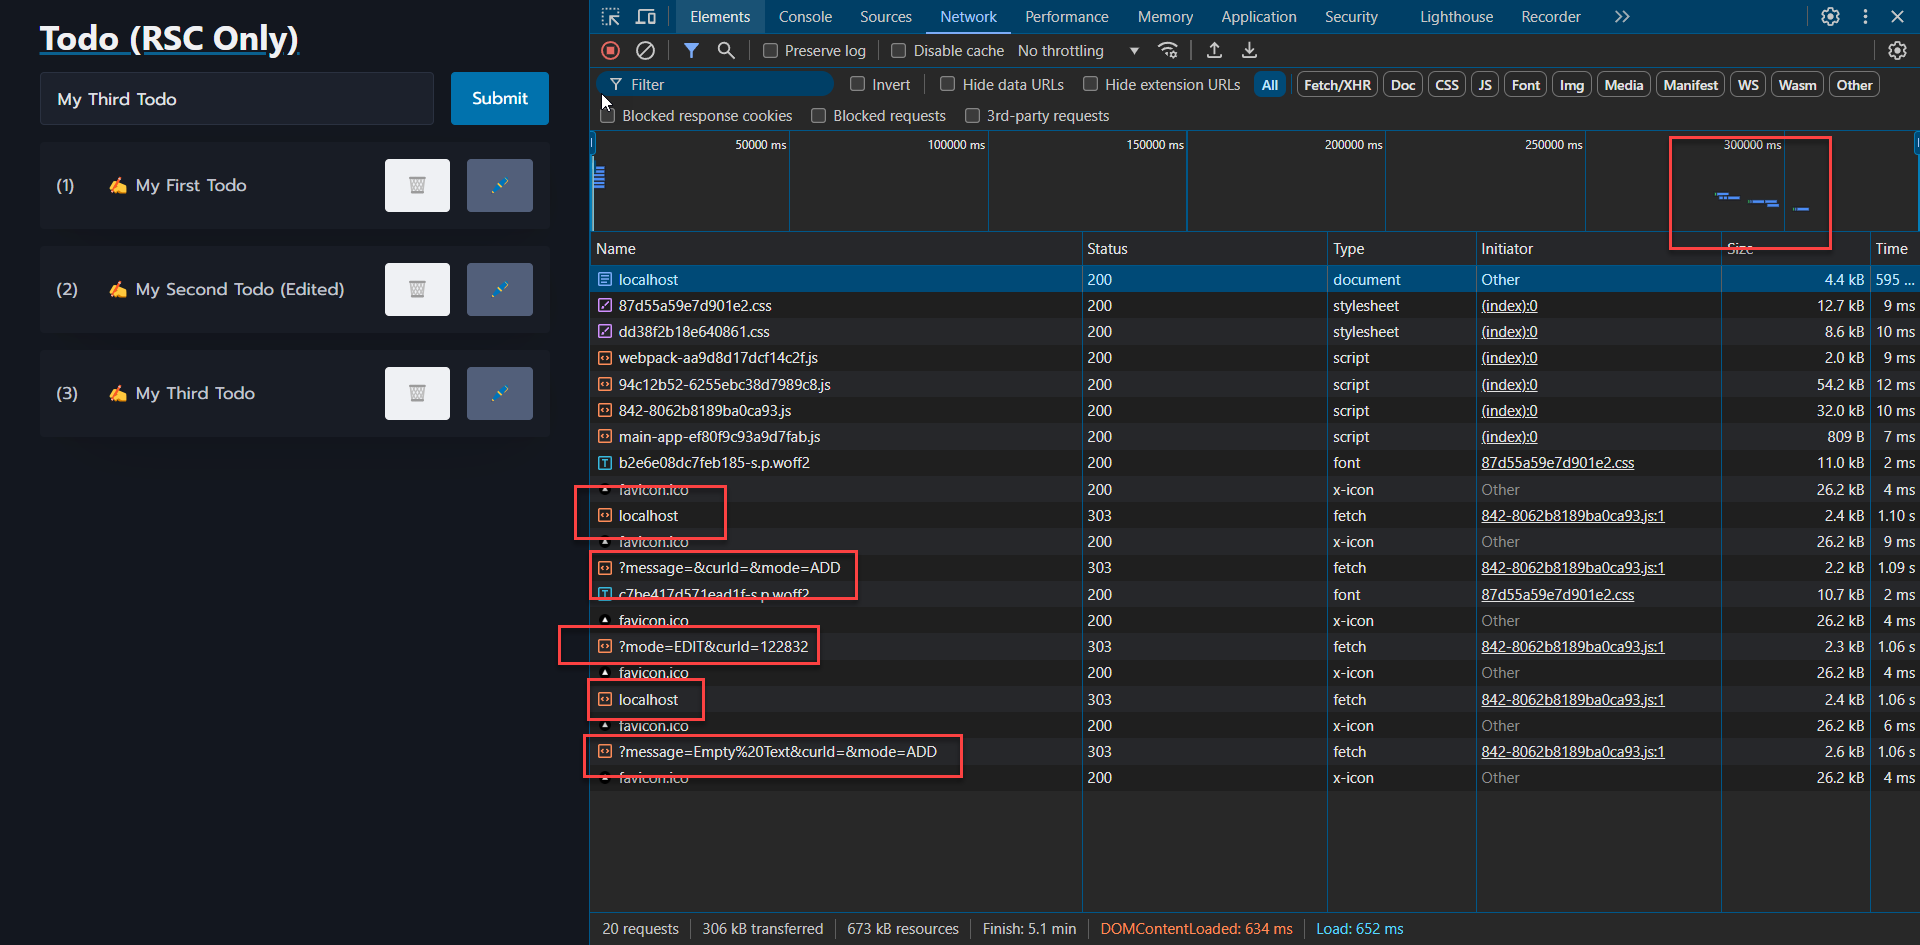 Todo (RSC Only)
My Third Todo
Submit
(1) ✍ My First Todo
(2) ✍ My Second Todo (Edited)
(3) ✍ My Third Todo
Elements Console Sources Network Performance Memory Application Security Lighthouse Recorder
Preserve log Disable cache No throttling
Filter Invert Hide data URLs Hide extension URLs All Fetch/XHR Doc CSS JS Font Img Media Manifest WS Wasm Other
Blocked response cookies Blocked requests 3rd-party requests
50000 ms 100000 ms 150000 ms 200000 ms 250000 ms 300000 ms
Name Status Type Initiator Size Time
localhost 200 document Other 4.4 kB 595 ...
87d55a59e7d901e2.css 200 stylesheet (index):0 12.7 kB 9 ms
dd38f2b18e640861.css 200 stylesheet (index):0 8.6 kB 10 ms
webpack-aa9d8d17dcf14c2f.js 200 script (index):0 2.0 kB 9 ms
94c12b52-6255ebc38d7989c8.js 200 script (index):0 54.2 kB 12 ms
842-8062b8189ba0ca93.js 200 script (index):0 32.0 kB 10 ms
main-app-ef80f9c93a9d7fab.js 200 script (index):0 809 B 7 ms
b2e6e08dc7feb185-s.p.woff2 200 font 87d55a59e7d901e2.css 11.0 kB 2 ms
favicon.ico 200 x-icon Other 26.2 kB 4 ms
localhost 303 fetch 842-8062b8189ba0ca93.js:1 2.4 kB 1.10 s
favicon.ico 200 x-icon Other 26.2 kB 9 ms
?message=&curId=&mode=ADD 303 fetch 842-8062b8189ba0ca93.js:1 2.2 kB 1.09 s
c7be417d571ead1f-s.p.woff2 200 font 87d55a59e7d901e2.css 10.7 kB 2 ms
favicon.ico 200 x-icon Other 26.2 kB 4 ms
?mode=EDIT&curId=122832 303 fetch 842-8062b8189ba0ca93.js:1 2.3 kB 1.06 s
favicon.ico 200 x-icon Other 26.2 kB 4 ms
localhost 303 fetch 842-8062b8189ba0ca93.js:1 2.4 kB 1.06 s
favicon.ico 200 x-icon Other 26.2 kB 6 ms
?message=Empty%20Text&curId=&mode=ADD 303 fetch 842-8062b8189ba0ca93.js:1 2.6 kB 1.06 s
favicon.ico 200 x-icon Other 26.2 kB 4 ms
20 requests 306 kB transferred 673 kB resources Finish: 5.1 min DOMContentLoaded: 634 ms Load: 652 ms